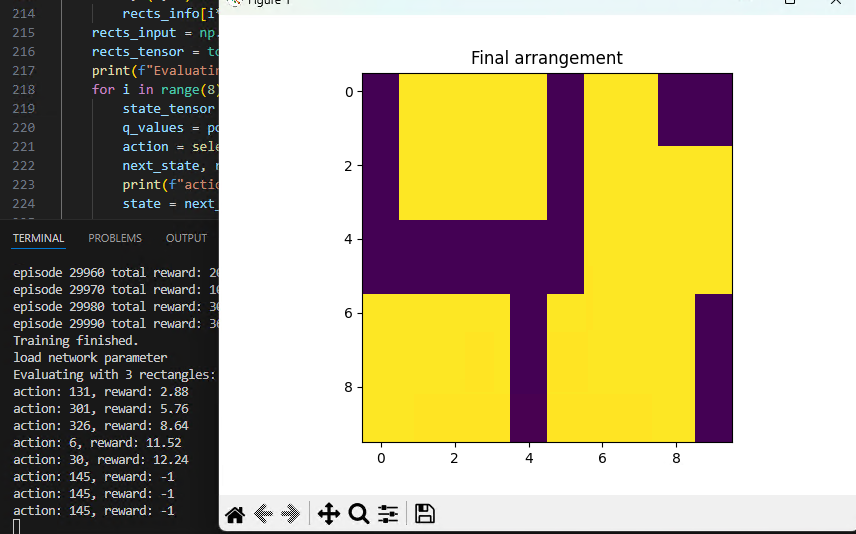 Figure 1
214 rects_info[i*
215 rects_input = np.
216 rects_tensor = to
217 print(f"Evaluatin
218 for i in range(8)
219 state_tensor
220 q_values = po
221 action = sele
222 next_state, r
223 print(f"actio
224 state = next_
TERMINAL PROBLEMS OUTPUT
episode 29960 total reward: 20
episode 29970 total reward: 10
episode 29980 total reward: 30
episode 29990 total reward: 36
Training finished.
load network parameter
Evaluating with 3 rectangles:
action: 131, reward: 2.88
action: 301, reward: 5.76
action: 326, reward: 8.64
action: 6, reward: 11.52
action: 30, reward: 12.24
action: 145, reward: -1
action: 145, reward: -1
action: 145, reward: -1
Final arrangement
0
2
4
6
8
0 2 4 6 8